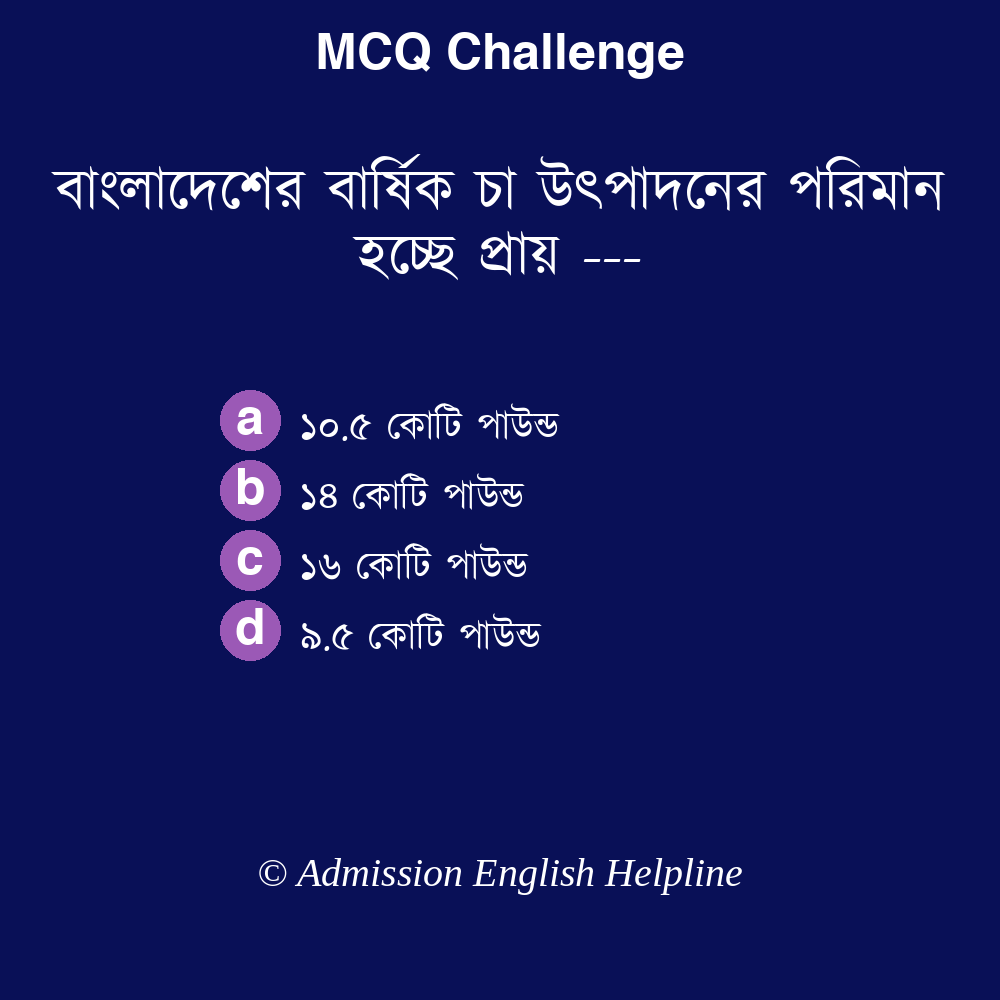 MCQ Challenge
বাংলাদেশের বার্ষিক চা উৎপাদনের পরিমান
হচ্ছে প্রায় ---
a ১০.৫ কোটি পাউন্ড
b ১৪ কোটি পাউন্ড
c ১৬ কোটি পাউন্ড
d ৯.৫ কোটি পাউন্ড
© Admission English Helpline